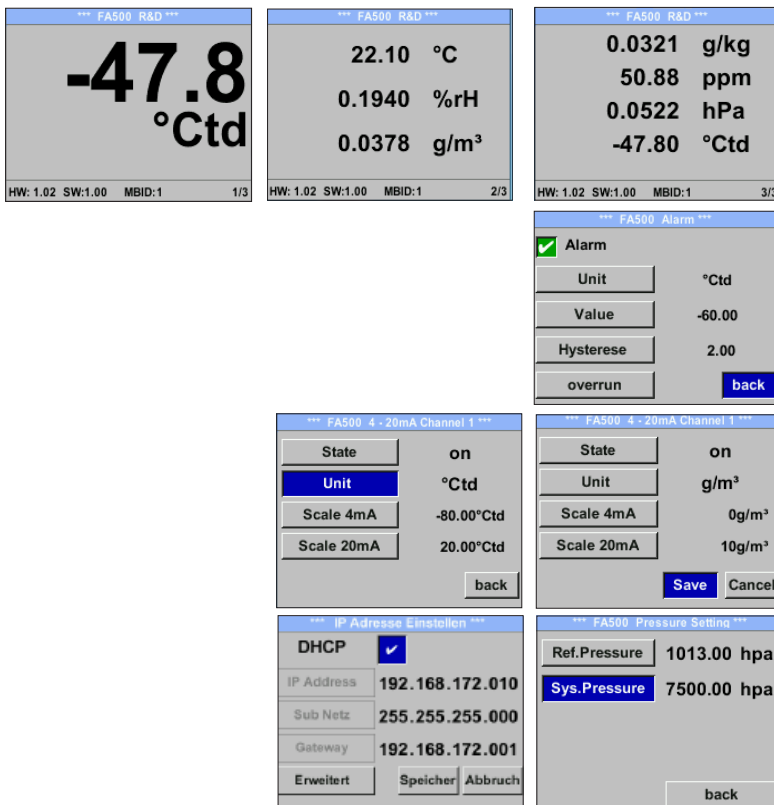 *** FA500 R&D ***
-47.8
°Ctd
HW: 1.02 SW:1.00 MBID:1 1/3
*** FA500 R&D ***
22.10 °C
0.1940 %rH
0.0378 g/m³
HW: 1.02 SW:1.00 MBID:1 2/3
*** FA500 R&D ***
0.0321 g/kg
50.88 ppm
0.0522 hPa
-47.80 °Ctd
HW: 1.02 SW:1.00 MBID:1 3/3
*** FA500 Alarm ***
Alarm
Unit °Ctd
Value -60.00
Hysterese 2.00
overrun back
*** FA500 4 - 20mA Channel 1 ***
State on
Unit °Ctd
Scale 4mA -80.00°Ctd
Scale 20mA 20.00°Ctd
back
*** FA500 4 - 20mA Channel 1 ***
State on
Unit g/m³
Scale 4mA 0g/m³
Scale 20mA 10g/m³
Save Cancel
*** IP Adresse Einstellen ***
DHCP
IP Address 192.168.172.010
Sub Netz 255.255.255.000
Gateway 192.168.172.001
Erweitert Speicher Abbruch
*** FA500 Pressure Setting ***
Ref.Pressure 1013.00 hpa
Sys.Pressure 7500.00 hpa
back